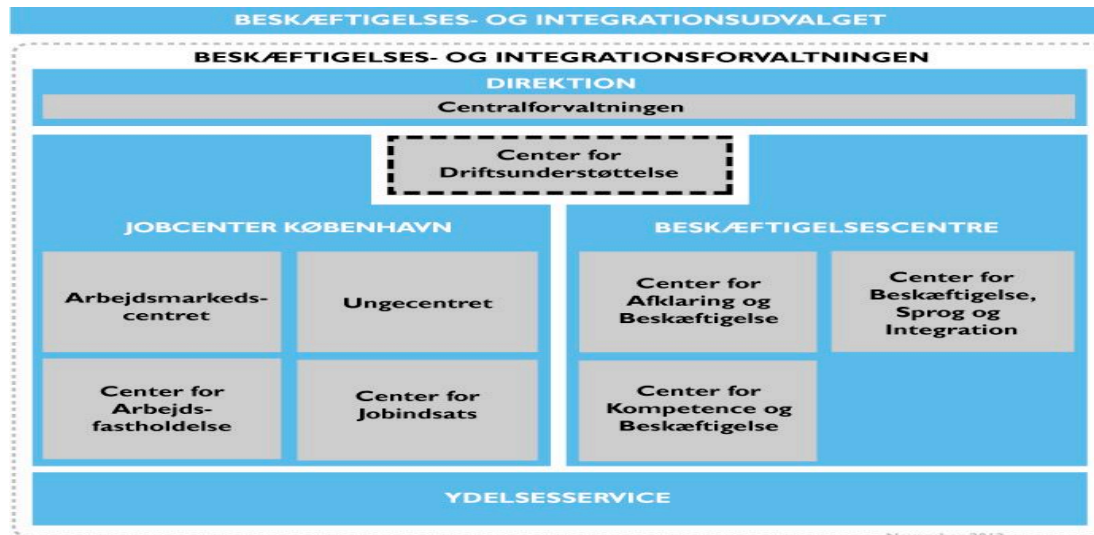 BESKÆFTIGELSES- OG INTEGRATIONSUDVALGET
BESKÆFTIGELSES- OG INTEGRATIONSFORVALTNINGEN
DIREKTION
Centralforvaltningen
Center for
Driftsunderstøttelse
JOBCENTER KØBENHAVN
Arbejdsmarkeds-
centret
Ungecentret
Center for
Arbejds-
fastholdelse
Center for
Jobindsats
BESKÆFTIGELSESCENTRE
Center for
Afklaring og
Beskæftigelse
Center for
Beskæftigelse,
Sprog og
Integration
Center for
Kompetence og
Beskæftigelse
YDELSESSERVICE